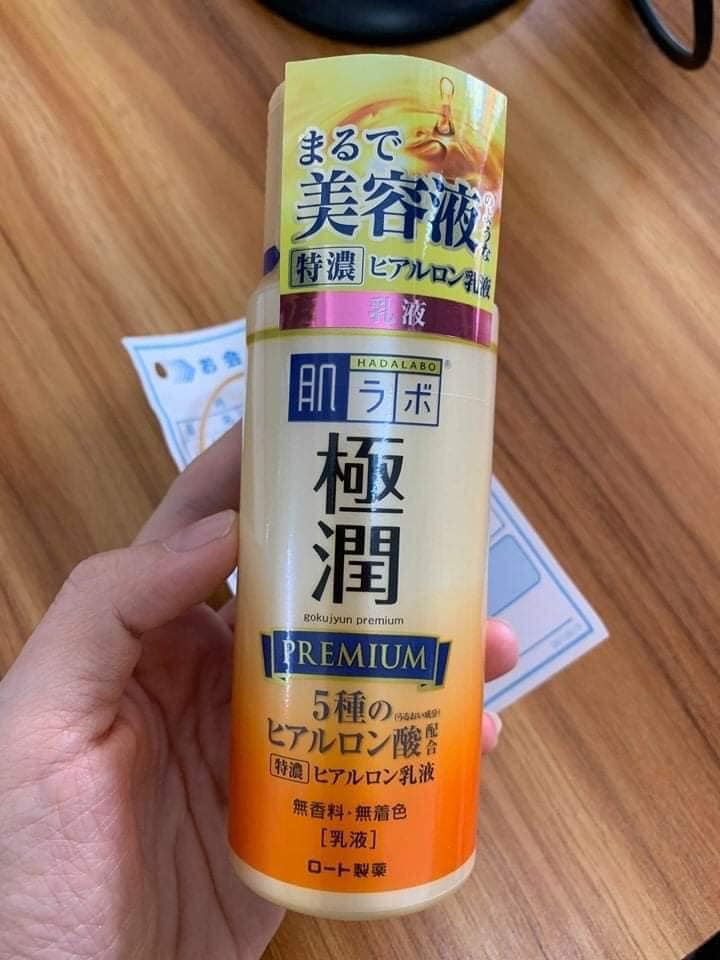 まるで
美容液のような
特濃 ヒアルロン乳液
乳液
HADALABO®
肌ラボ
極
潤
gokujyun premium
PREMIUM
5種の
ヒアルロン酸(うるおい成分)配合
特濃 ヒアルロン乳液
無香料・無着色
[乳液]
ロート製薬
お会